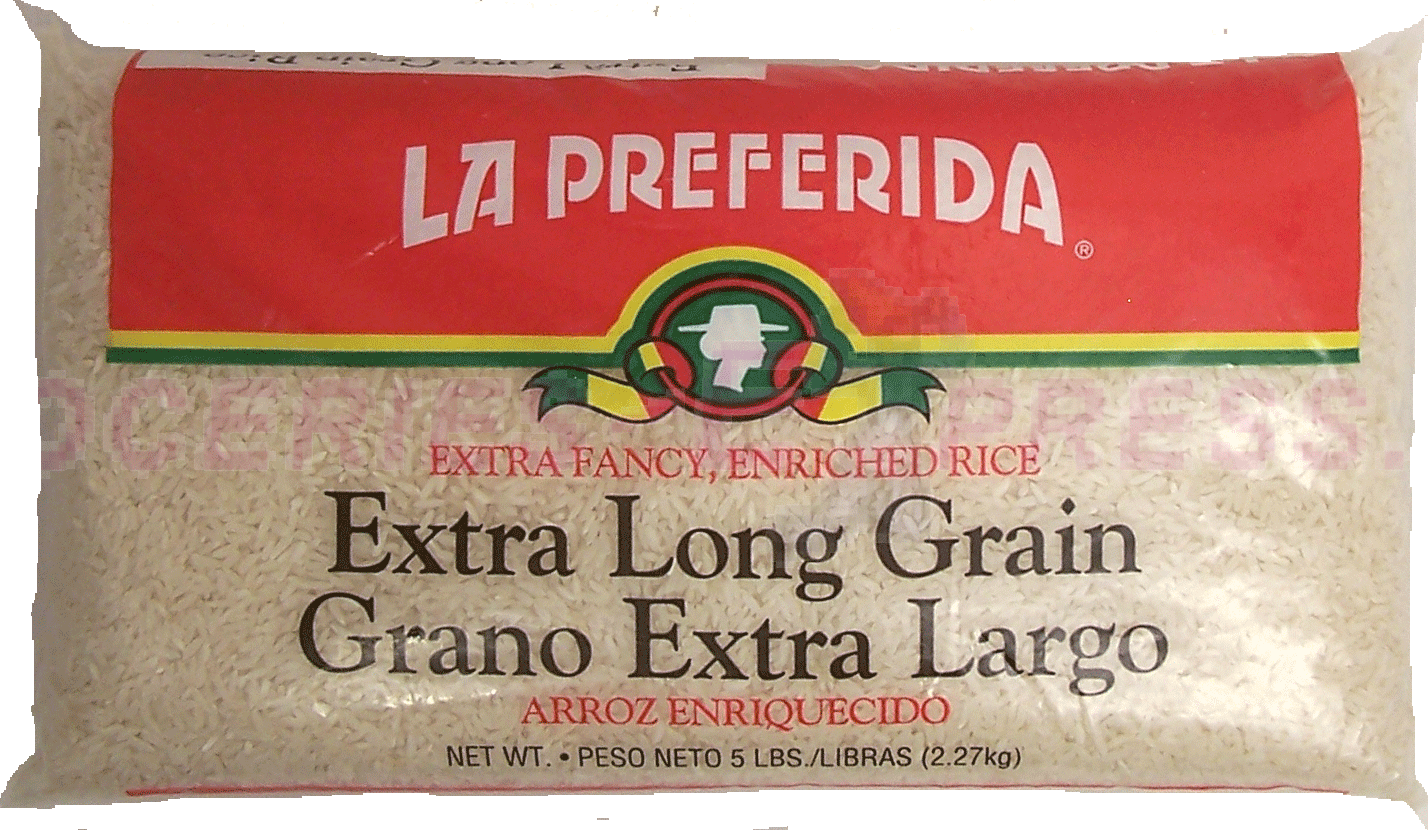 LA PREFERIDA
®
EXTRA FANCY, ENRICHED RICE
Extra Long Grain
Grano Extra Largo
ARROZ ENRIQUECIDO
NET WT. • PESO NETO 5 LBS./LIBRAS (2.27kg)